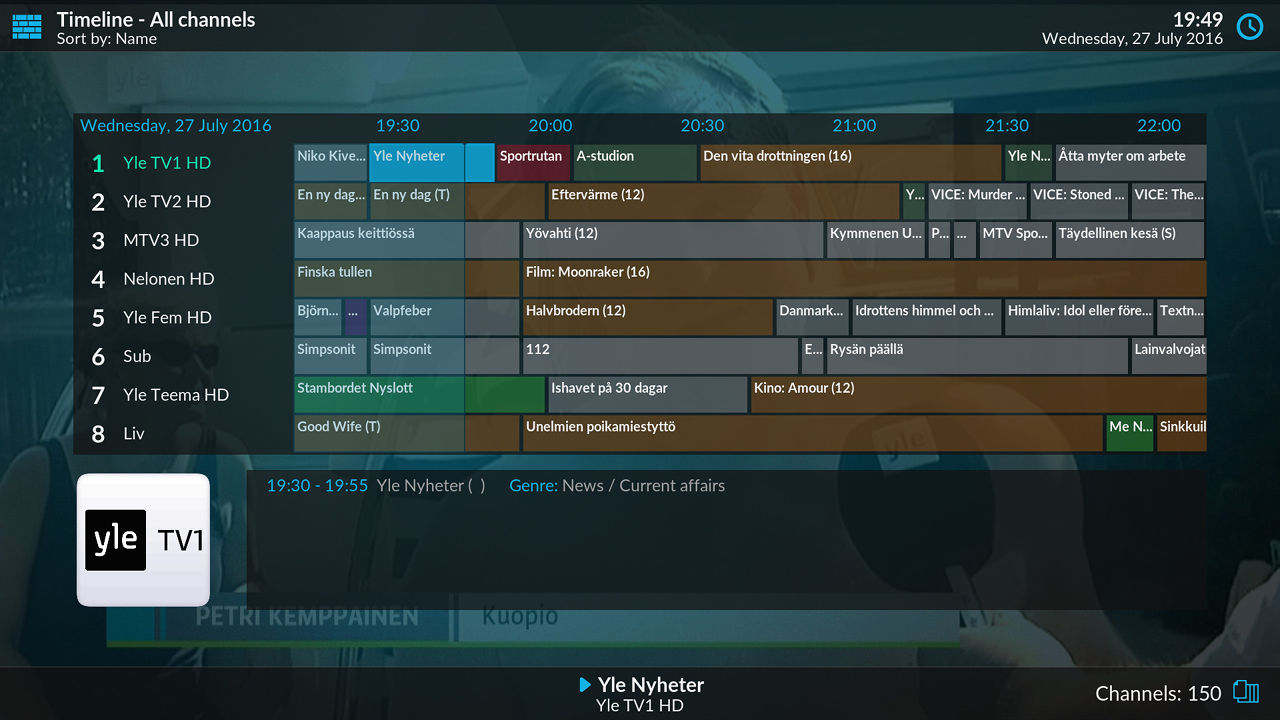 Timeline - All channels
Sort by: Name
19:49
Wednesday, 27 July 2016
Wednesday, 27 July 2016 19:30 20:00 20:30 21:00 21:30 22:00
1 Yle TV1 HD Niko Kive... Yle Nyheter Sportrutan A-studion Den vita drottningen (16) Yle N... Åtta myter om arbete
2 Yle TV2 HD En ny dag... En ny dag (T) Eftervärme (12) Y... VICE: Murder ... VICE: Stoned ... VICE: The...
3 MTV3 HD Kaappaus keittiössä Yövahti (12) Kymmenen U... P... ... MTV Spo... Täydellinen kesä (S)
4 Nelonen HD Finska tullen Film: Moonraker (16)
5 Yle Fem HD Björn... ... Valpfeber Halvbrodern (12) Danmark... Idrottens himmel och ... Himlaliv: Idol eller före... Textn...
6 Sub Simpsonit Simpsonit 112 E... Rysän päällä Lainvalvojat
7 Yle Teema HD Stambordet Nyslott Ishavet på 30 dagar Kino: Amour (12)
8 Liv Good Wife (T) Unelmien poikamiestyttö Me N... Sinkkuil
yle TV1
19:30 - 19:55 Yle Nyheter ( ) Genre: News / Current affairs
yle
PETRI KEMPPAINEN Kuopio
Yle Nyheter
Yle TV1 HD
Channels: 150